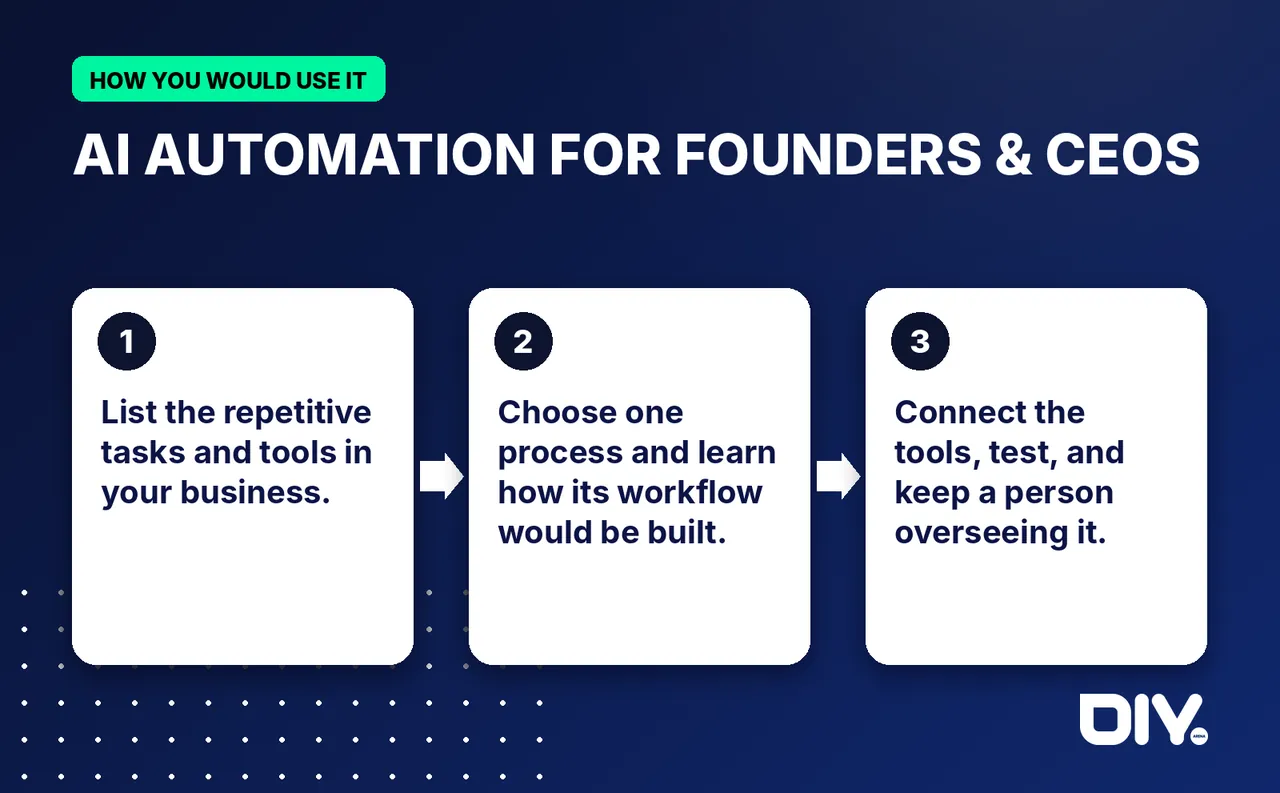 HOW YOU WOULD USE IT
AI AUTOMATION FOR FOUNDERS & CEOS
1
List the repetitive
tasks and tools in
your business.
2
Choose one
process and learn
how its workflow
would be built.
3
Connect the
tools, test, and
keep a person
overseeing it.
DIY.
ARENA